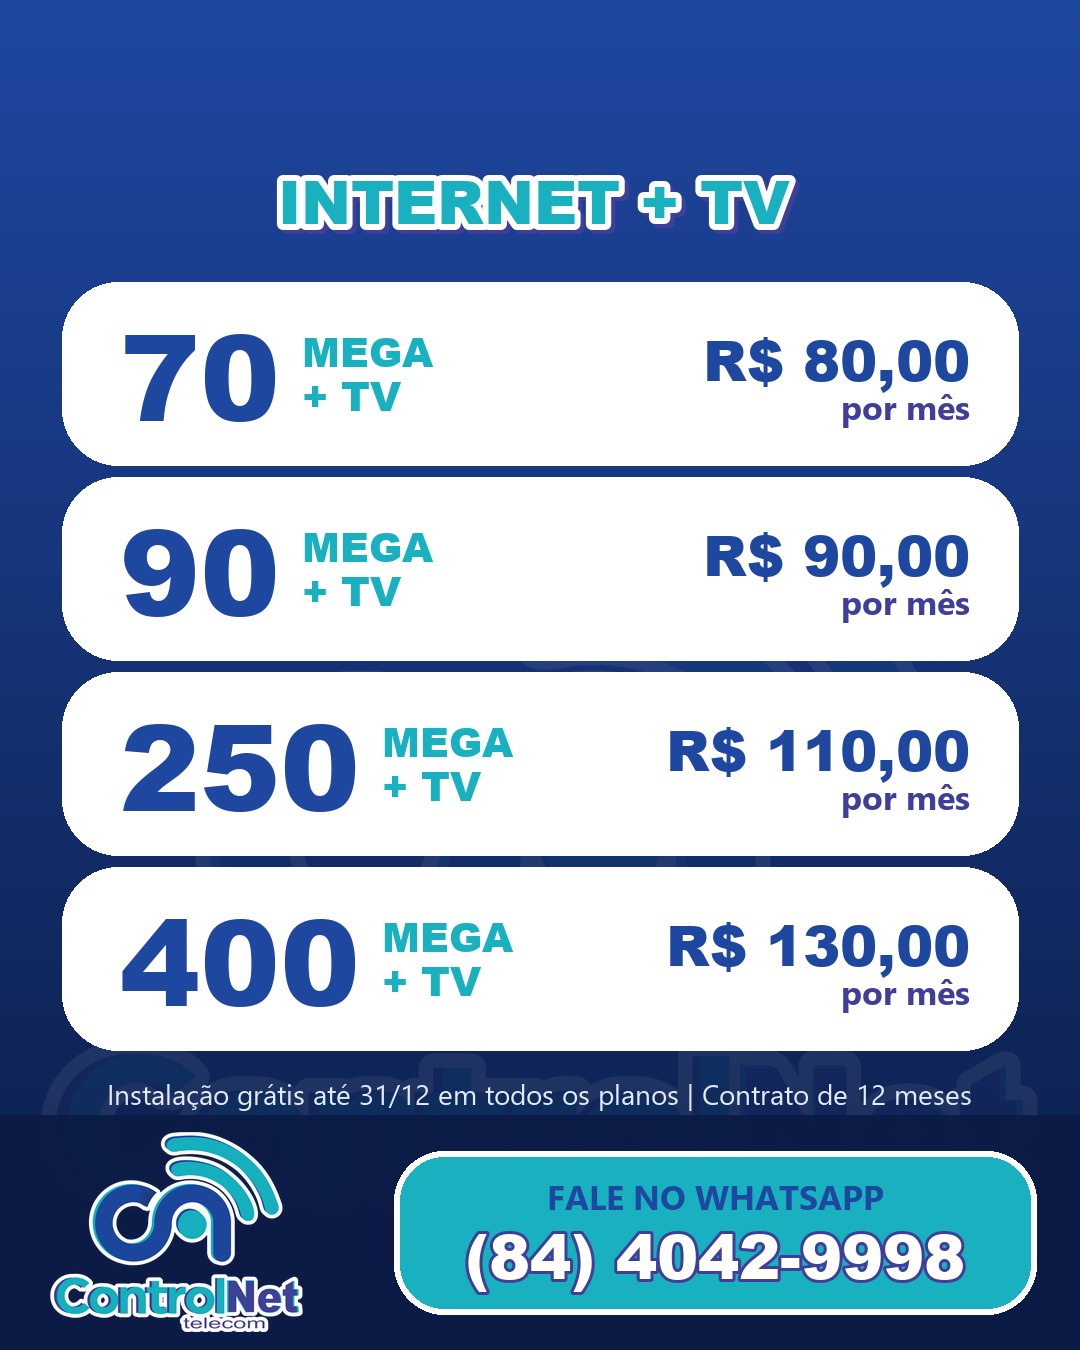 INTERNET + TV
70 MEGA
+ TV
R$ 80,00
por mês
90 MEGA
+ TV
R$ 90,00
por mês
250 MEGA
+ TV
R$ 110,00
por mês
400 MEGA
+ TV
R$ 130,00
por mês
Instalação grátis até 31/12 em todos os planos | Contrato de 12 meses
ControlNet
telecom
FALE NO WHATSAPP
(84) 4042-9998